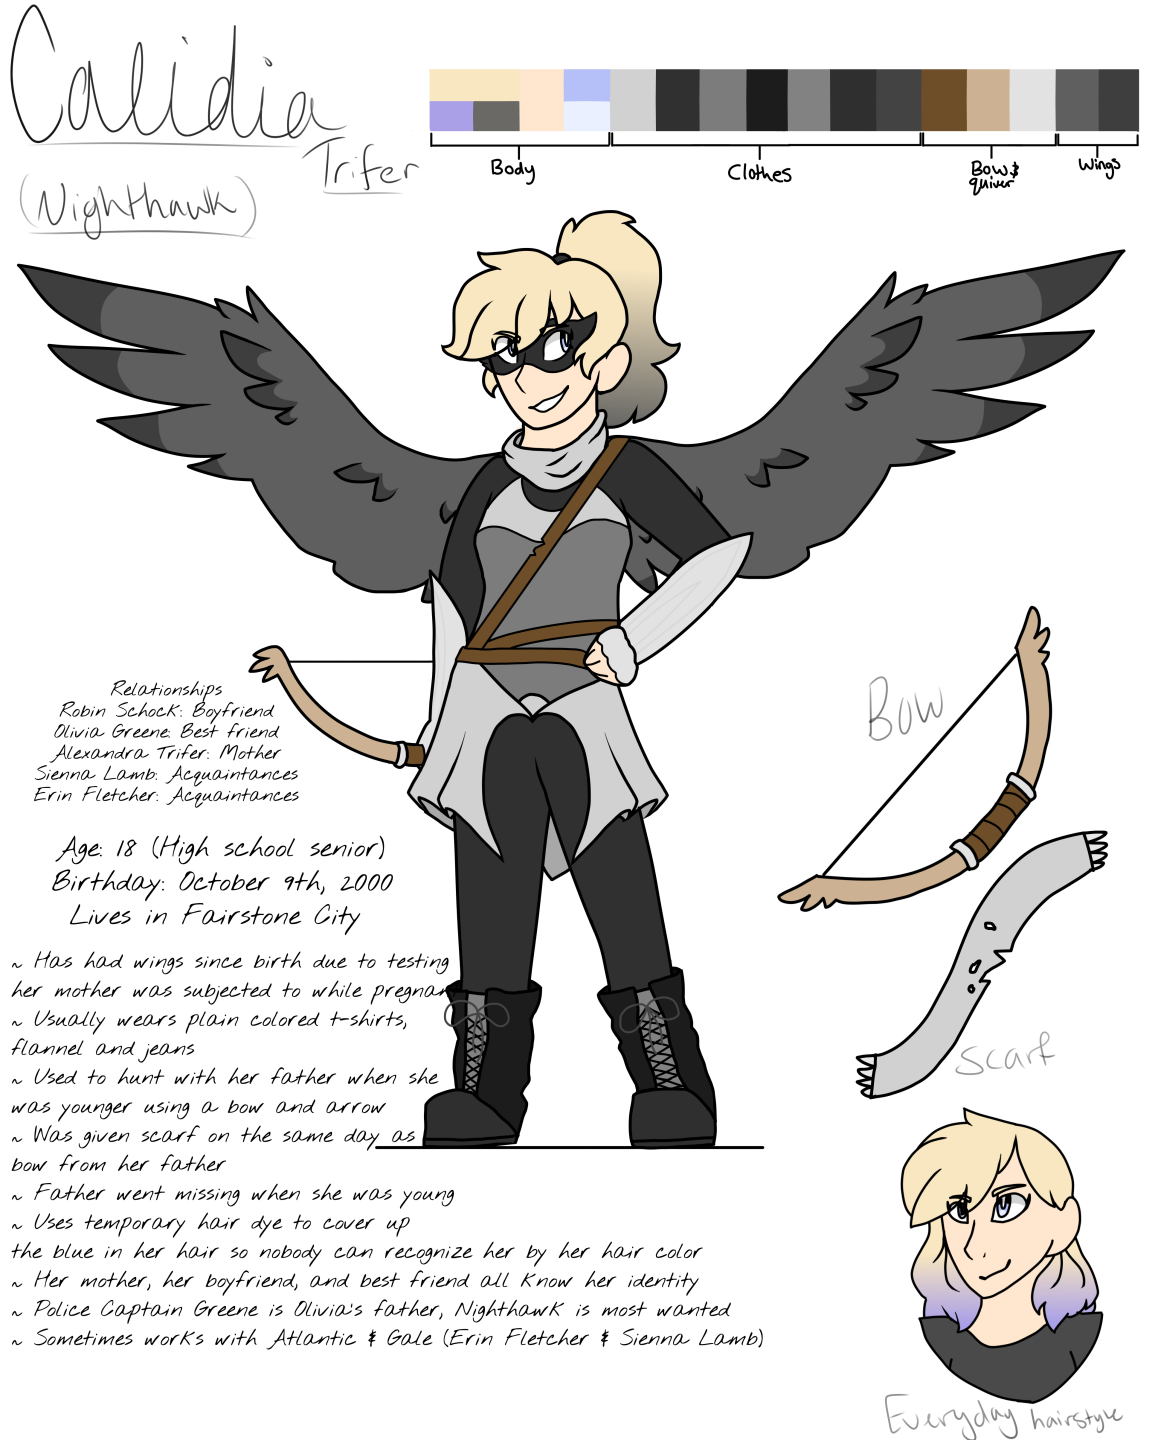 Calidia
Trifer
(Nighthawk)
Body
Clothes
Bow &
quiver
Wings
Relationships
Robin Schock: Boyfriend
Olivia Greene: Best friend
Alexandra Trifer: Mother
Sienna Lamb: Acquaintances
Erin Fletcher: Acquaintances
Age: 18 (High school senior)
Birthday: October 9th, 2000
Lives in Fairstone City
~ Has had wings since birth due to testing
her mother was subjected to while pregnant
~ Usually wears plain colored t-shirts,
flannel and jeans
~ Used to hunt with her father when she
was younger using a bow and arrow
~ Was given scarf on the same day as
bow from her father
~ Father went missing when she was young
~ Uses temporary hair dye to cover up
the blue in her hair so nobody can recognize her by her hair color
~ Her mother, her boyfriend, and best friend all know her identity
~ Police Captain Greene is Olivia's father, Nighthawk is most wanted
~ Sometimes works with Atlantic & Gale (Erin Fletcher & Sienna Lamb)
Bow
Scarf
Everyday hairstyle